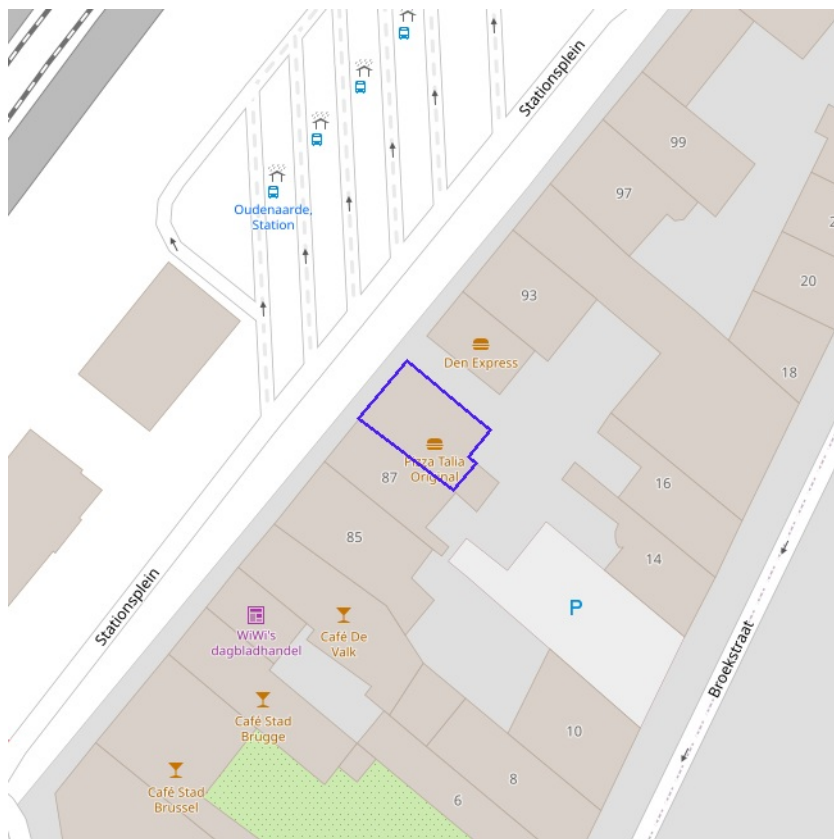 Stationsplein
99
97
Oudenaarde,
Station
20
93
Den Express
18
Pizza Talia
Original
87
16
85
14
P
Stationsplein
WiWi's
dagbladhandel
Café De
Valk
Broekstraat
Café Stad
Brugge
10
Café Stad
Brussel
8
6